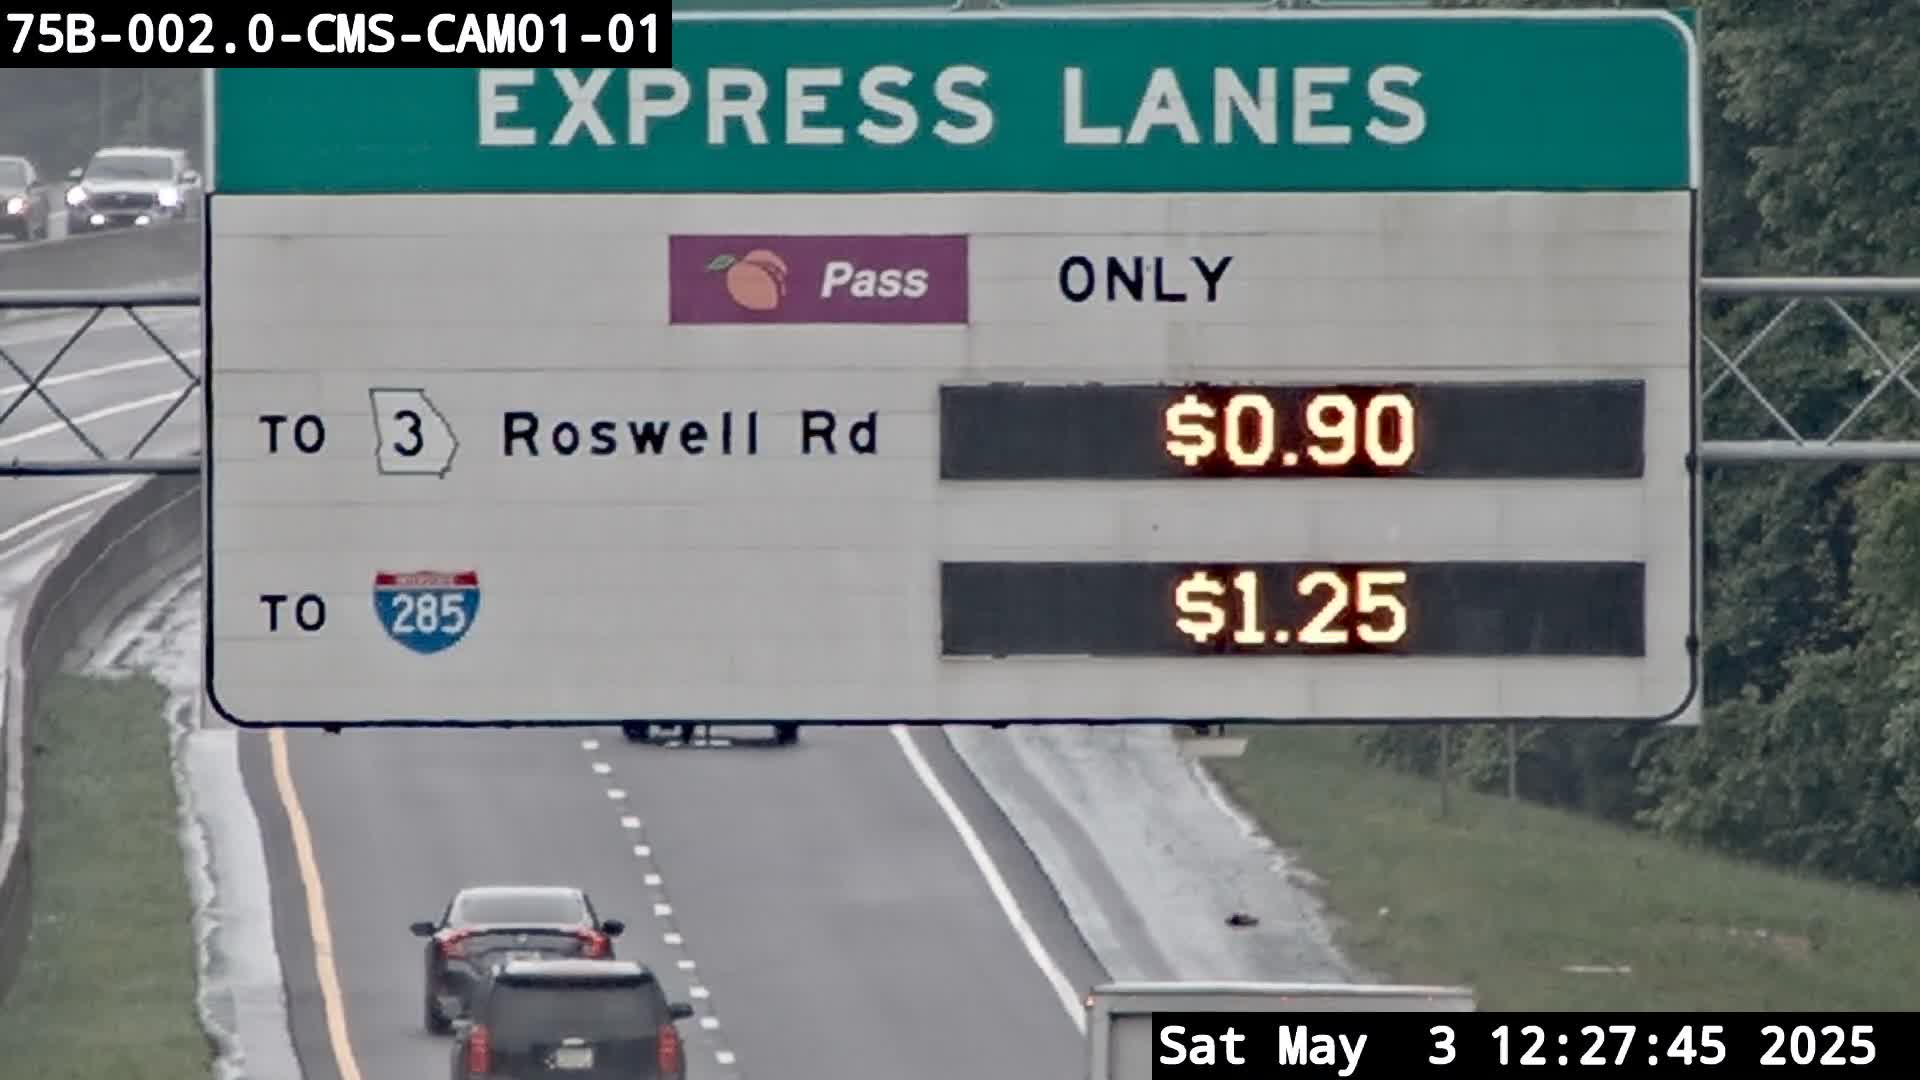 75B-002.0-CMS-CAM01-01
EXPRESS LANES
Pass ONLY
TO 3 Roswell Rd $0.90
TO INTERSTATE 285 $1.25
Sat May 3 12:27:45 2025